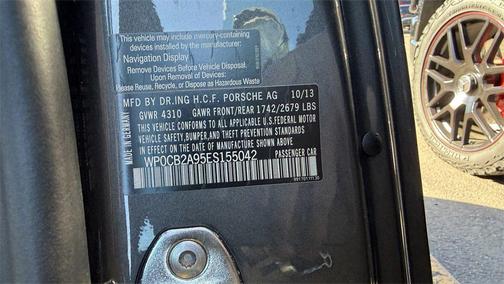 This vehicle may include mercury-containing
devices installed by the manufacturer:
Navigation Display
Remove Devices Before Vehicle Disposal.
Upon Removal of Devices:
Please Reuse, Recycle, or Dispose as Hazardous Waste
MADE IN GERMANY
MFD BY DR.ING H.C.F. PORSCHE AG 10/13
GVWR 4310 GAWR FRONT/REAR 1742/2679 LBS
THIS VEHICLE CONFORMS TO ALL APPLICABLE U.S.FEDERAL MOTOR
VEHICLE SAFETY,BUMPER,AND THEFT PREVENTION STANDARDS
IN EFFECT ON THE DATE OF MANUFACTURE SHOWN ABOVE
WP0CB2A95ES155042 PASSENGER CAR